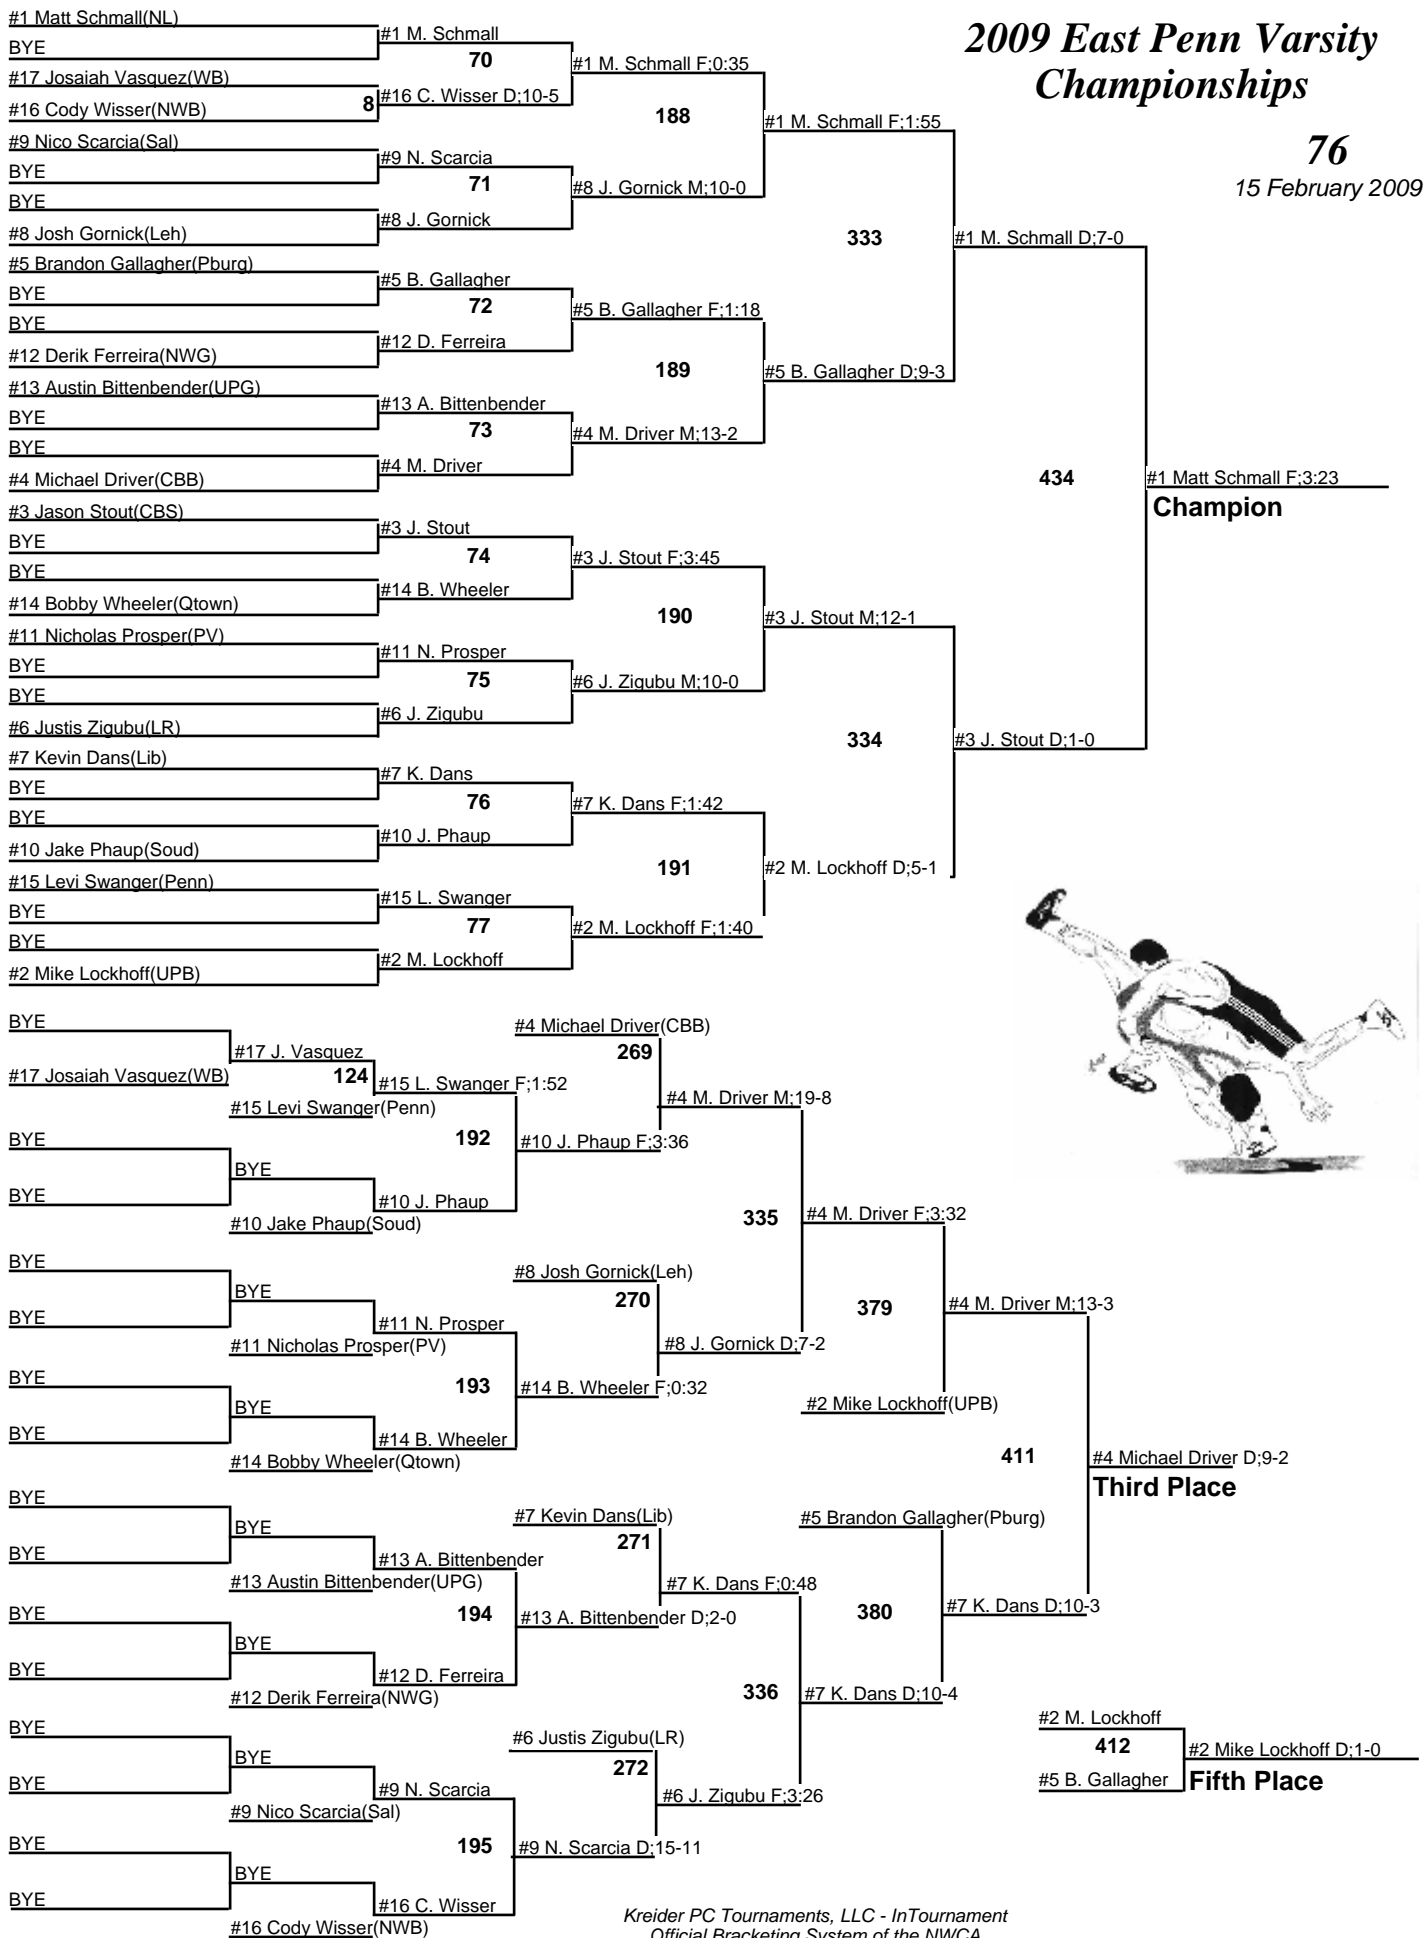 2009 East Penn Varsity
Championships
76
15 February 2009
#1 Matt Schmall(NL)
BYE
#17 Josaiah Vasquez(WB)
#16 Cody Wisser(NWB)
#9 Nico Scarcia(Sal)
BYE
BYE
#8 Josh Gornick(Leh)
#5 Brandon Gallagher(Pburg)
BYE
BYE
#12 Derik Ferreira(NWG)
#13 Austin Bittenbender(UPG)
BYE
BYE
#4 Michael Driver(CBB)
#3 Jason Stout(CBS)
BYE
BYE
#14 Bobby Wheeler(Qtown)
#11 Nicholas Prosper(PV)
BYE
BYE
#6 Justis Zigubu(LR)
#7 Kevin Dans(Lib)
BYE
BYE
#10 Jake Phaup(Soud)
#15 Levi Swanger(Penn)
BYE
BYE
#2 Mike Lockhoff(UPB)
8
#1 M. Schmall
70
#16 C. Wisser D;10-5
#9 N. Scarcia
71
#8 J. Gornick
#5 B. Gallagher
72
#12 D. Ferreira
#13 A. Bittenbender
73
#4 M. Driver
#3 J. Stout
74
#14 B. Wheeler
#11 N. Prosper
75
#6 J. Zigubu
#7 K. Dans
76
#10 J. Phaup
#15 L. Swanger
77
#2 M. Lockhoff
#1 M. Schmall F;0:35
188
#8 J. Gornick M;10-0
#5 B. Gallagher F;1:18
189
#4 M. Driver M;13-2
#3 J. Stout F;3:45
190
#6 J. Zigubu M;10-0
#7 K. Dans F;1:42
191
#2 M. Lockhoff F;1:40
#1 M. Schmall F;1:55
333
#5 B. Gallagher D;9-3
#3 J. Stout M;12-1
334
#2 M. Lockhoff D;5-1
#1 M. Schmall D;7-0
434
#3 J. Stout D;1-0
#1 Matt Schmall F;3:23
Champion
BYE
#17 Josaiah Vasquez(WB)
BYE
BYE
BYE
BYE
BYE
BYE
BYE
BYE
BYE
BYE
BYE
BYE
BYE
BYE
#17 J. Vasquez
124
#15 Levi Swanger(Penn)
BYE
#10 Jake Phaup(Soud)
BYE
#11 Nicholas Prosper(PV)
BYE
#14 Bobby Wheeler(Qtown)
BYE
#13 Austin Bittenbender(UPG)
BYE
#12 Derik Ferreira(NWG)
BYE
#9 Nico Scarcia(Sal)
BYE
#16 Cody Wisser(NWB)
#15 L. Swanger F;1:52
192
#10 J. Phaup
#11 N. Prosper
193
#14 B. Wheeler
#13 A. Bittenbender
194
#12 D. Ferreira
#9 N. Scarcia
195
#16 C. Wisser
#4 Michael Driver(CBB)
269
#10 J. Phaup F;3:36
#8 Josh Gornick(Leh)
270
#14 B. Wheeler F;0:32
#7 Kevin Dans(Lib)
271
#13 A. Bittenbender D;2-0
#6 Justis Zigubu(LR)
272
#9 N. Scarcia D;15-11
#4 M. Driver M;19-8
335
#8 J. Gornick D;7-2
#7 K. Dans F;0:48
336
#6 J. Zigubu F;3:26
#4 M. Driver F;3:32
379
#2 Mike Lockhoff(UPB)
#5 Brandon Gallagher(Pburg)
380
#7 K. Dans D;10-4
#4 M. Driver M;13-3
411
#7 K. Dans D;10-3
#4 Michael Driver D;9-2
Third Place
#2 M. Lockhoff
412
#5 B. Gallagher
#2 Mike Lockhoff D;1-0
Fifth Place
Kreider PC Tournaments, LLC - InTournament
Official Bracketing System of the NWCA